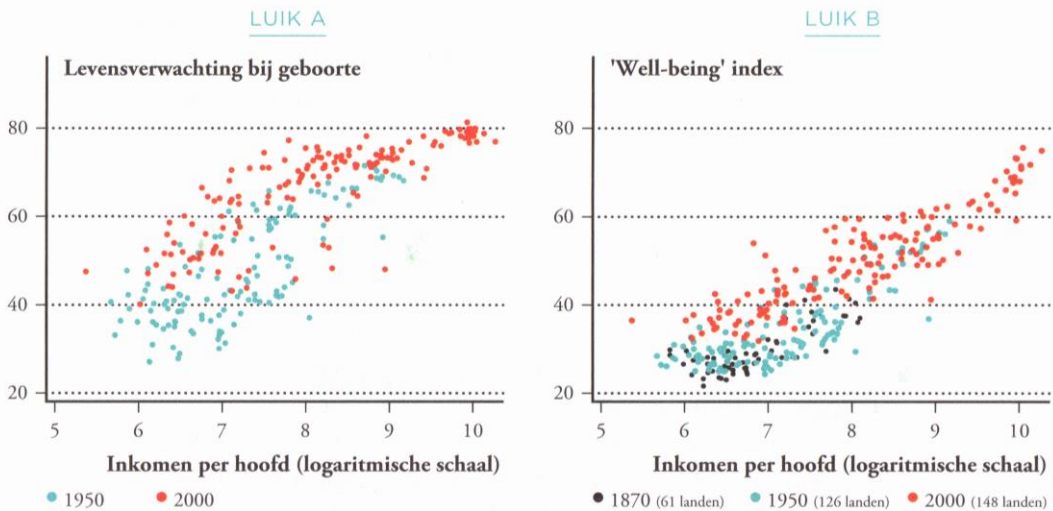 LUIK A
Levensverwachting bij geboorte
80
60
40
20
5 6 7 8 9 10
Inkomen per hoofd (logaritmische schaal)
1950 2000
LUIK B
'Well-being' index
80
60
40
20
5 6 7 8 9 10
Inkomen per hoofd (logaritmische schaal)
1870 (61 landen) 1950 (126 landen) 2000 (148 landen)